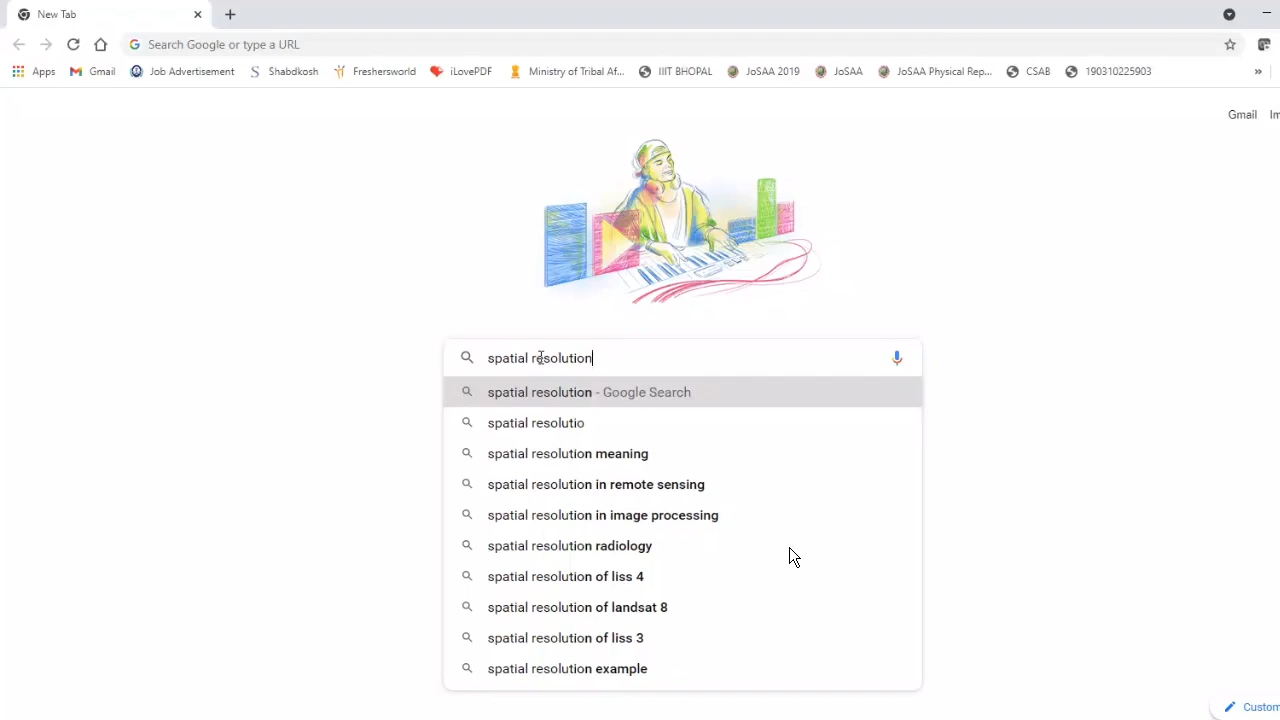 New Tab
Search Google or type a URL
Apps Gmail Job Advertisement Shabdkosh Freshersworld iLovePDF Ministry of Tribal Af... IIIT BHOPAL JoSAA 2019 JoSAA JoSAA Physical Rep... CSAB 190310225903 »
Gmail Im
spatial resolution
spatial resolution - Google Search
spatial resolutio
spatial resolution meaning
spatial resolution in remote sensing
spatial resolution in image processing
spatial resolution radiology
spatial resolution of liss 4
spatial resolution of landsat 8
spatial resolution of liss 3
spatial resolution example
Custom